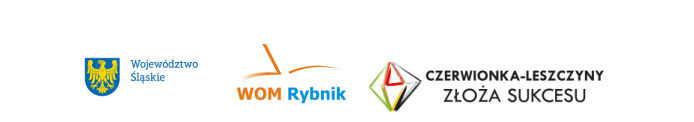 Województwo
Śląskie
WOM Rybnik
CZERWIONKA-LESZCZYNY
ZŁOŻA SUKCESU